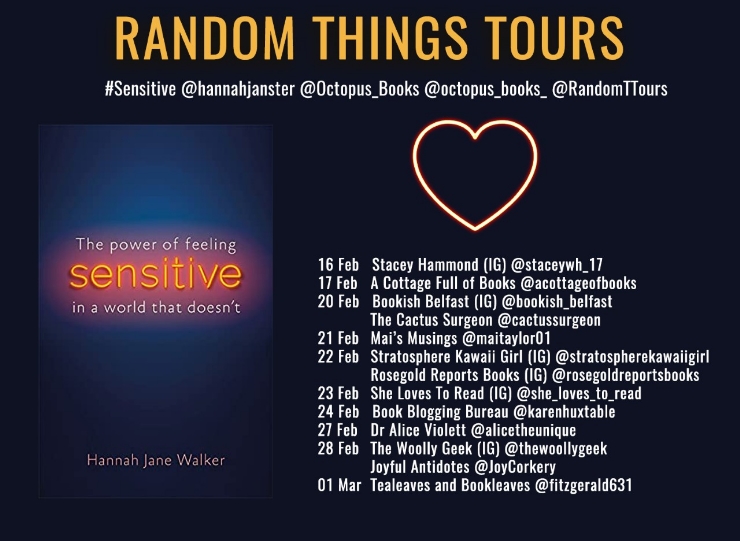 RANDOM THINGS TOURS
#Sensitive @hannahjanster @Octopus_Books @octopus_books_ @RandomTTours
The power of feeling
sensitive
in a world that doesn't
Hannah Jane Walker
16 Feb Stacey Hammond (IG) @staceywh_17
17 Feb A Cottage Full of Books @acottageofbooks
20 Feb Bookish Belfast (IG) @bookish_belfast
The Cactus Surgeon @cactussurgeon
21 Feb Mai's Musings @maitaylor01
22 Feb Stratosphere Kawaii Girl (IG) @stratospherekawaiigirl
Rosegold Reports Books (IG) @rosegoldreportsbooks
23 Feb She Loves To Read (IG) @she_loves_to_read
24 Feb Book Blogging Bureau @karenhuxtable
27 Feb Dr Alice Violett @alicetheunique
28 Feb The Woolly Geek (IG) @thewoollygeek
Joyful Antidotes @JoyCorkery
01 Mar Tealeaves and Bookleaves @fitzgerald631